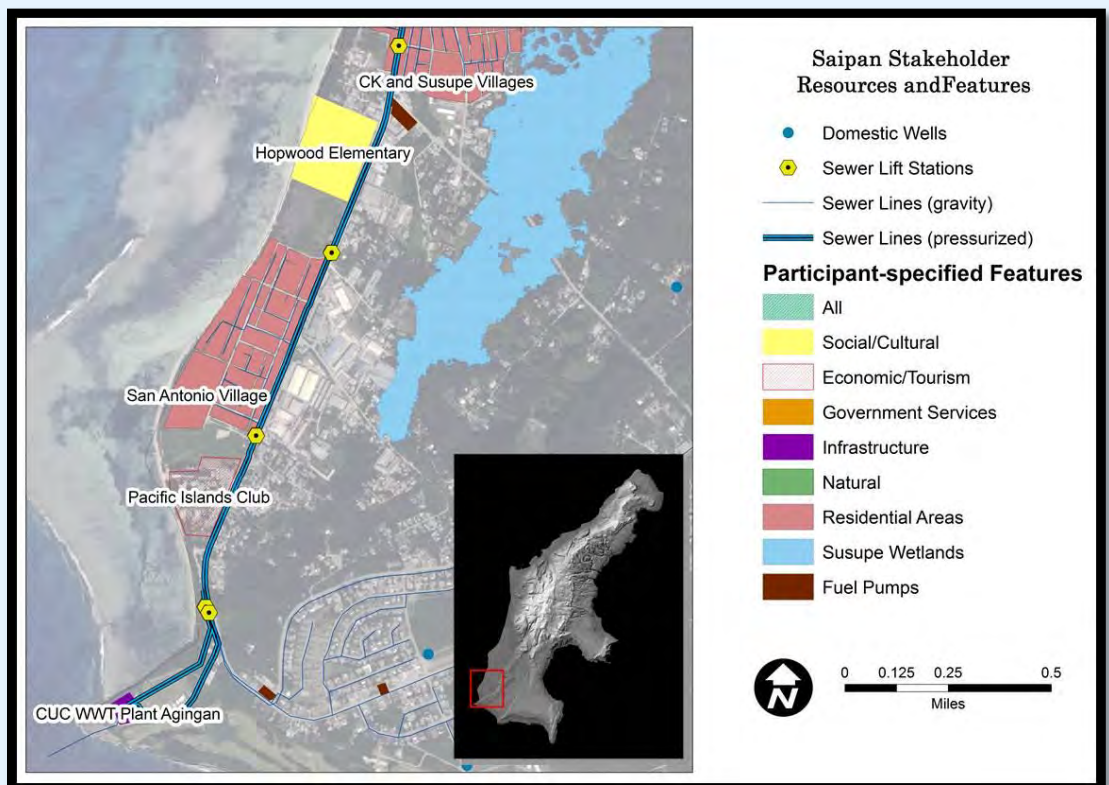 CK and Susupe Villages
Hopwood Elementary
San Antonio Village
Pacific Islands Club
CUC WWT Plant Agingan
Saipan Stakeholder
Resources andFeatures
Domestic Wells
Sewer Lift Stations
Sewer Lines (gravity)
Sewer Lines (pressurized)
Participant-specified Features
All
Social/Cultural
Economic/Tourism
Government Services
Infrastructure
Natural
Residential Areas
Susupe Wetlands
Fuel Pumps
N
0 0.125 0.25 0.5
Miles